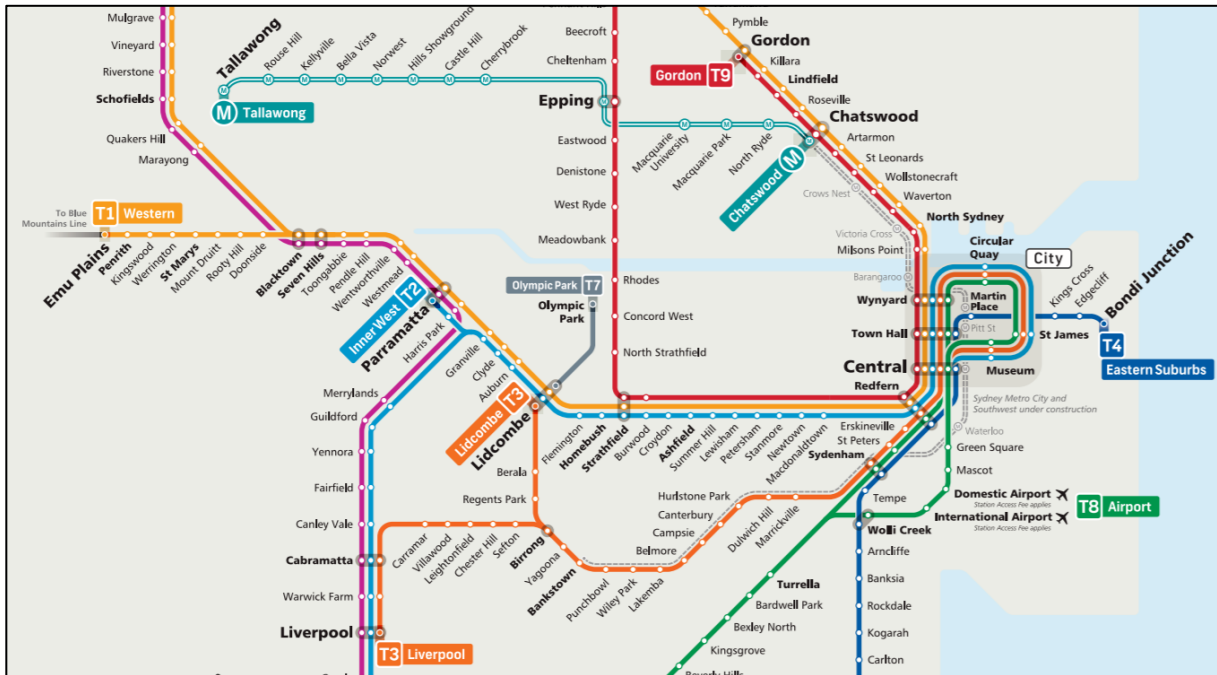 Mulgrave
Vineyard
Riverstone
Schofields
Quakers Hill
Marayong
Tallawong
Rouse Hill
Kellyville
Bella Vista
Norwest
Hills Showground
Castle Hill
Cherrybrook
M Tallawong
Beecroft
Cheltenham
Epping
Eastwood
Denistone
West Ryde
Meadowbank
Rhodes
Concord West
North Strathfield
Macquarie
University
Macquarie Park
North Ryde
Chatswood M
Pymble
Gordon
Gordon T9
Killara
Lindfield
Roseville
Chatswood
Artarmon
St Leonards
Wollstonecraft
Waverton
Crows Nest
North Sydney
Victoria Cross
Milsons Point
Barangaroo
To Blue
Mountains Line
T1 Western
Emu Plains
Penrith
Kingswood
Werrington
St Marys
Mount Druitt
Rooty Hill
Doonside
Blacktown
Seven Hills
Toongabbie
Pendle Hill
Wentworthville
Westmead
Inner West T2
Parramatta
Harris Park
Granville
Clyde
Auburn
Lidcombe T3
Lidcombe
Olympic Park T7
Olympic
Park
Circular
Quay
City
Wynyard
Martin
Place
Kings Cross
Edgecliff
Bondi Junction
Town Hall
Pitt St
St James
T4
Eastern Suburbs
Central
Museum
Redfern
Sydney Metro City and
Southwest under construction
Waterloo
Merrylands
Guildford
Yennora
Fairfield
Canley Vale
Cabramatta
Warwick Farm
Liverpool
T3 Liverpool
Flemington
Homebush
Strathfield
Burwood
Croydon
Ashfield
Summer Hill
Lewisham
Petersham
Stanmore
Newtown
Macdonaldtown
Erskineville
St Peters
Sydenham
Green Square
Mascot
Domestic Airport
Station Access Fee applies
International Airport
Station Access Fee applies
T8 Airport
Berala
Regents Park
Carramar
Villawood
Leightonfield
Chester Hill
Sefton
Birrong
Yagoona
Bankstown
Punchbowl
Wiley Park
Lakemba
Belmore
Campsie
Canterbury
Hurlstone Park
Dulwich Hill
Marrickville
Tempe
Wolli Creek
Arncliffe
Banksia
Rockdale
Kogarah
Carlton
Turrella
Bardwell Park
Bexley North
Kingsgrove
Beverly Hills